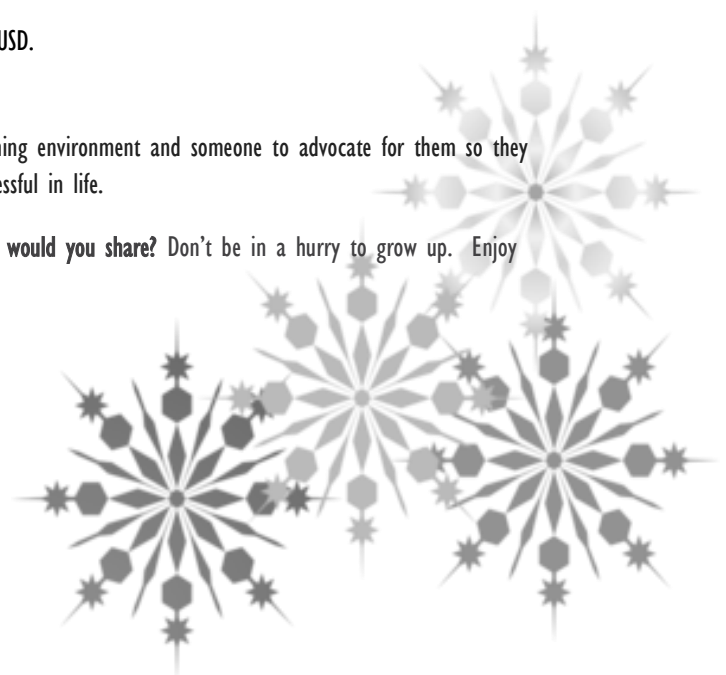 USD.
ning environment and someone to advocate for them so they
essful in life.
would you share? Don't be in a hurry to grow up. Enjoy